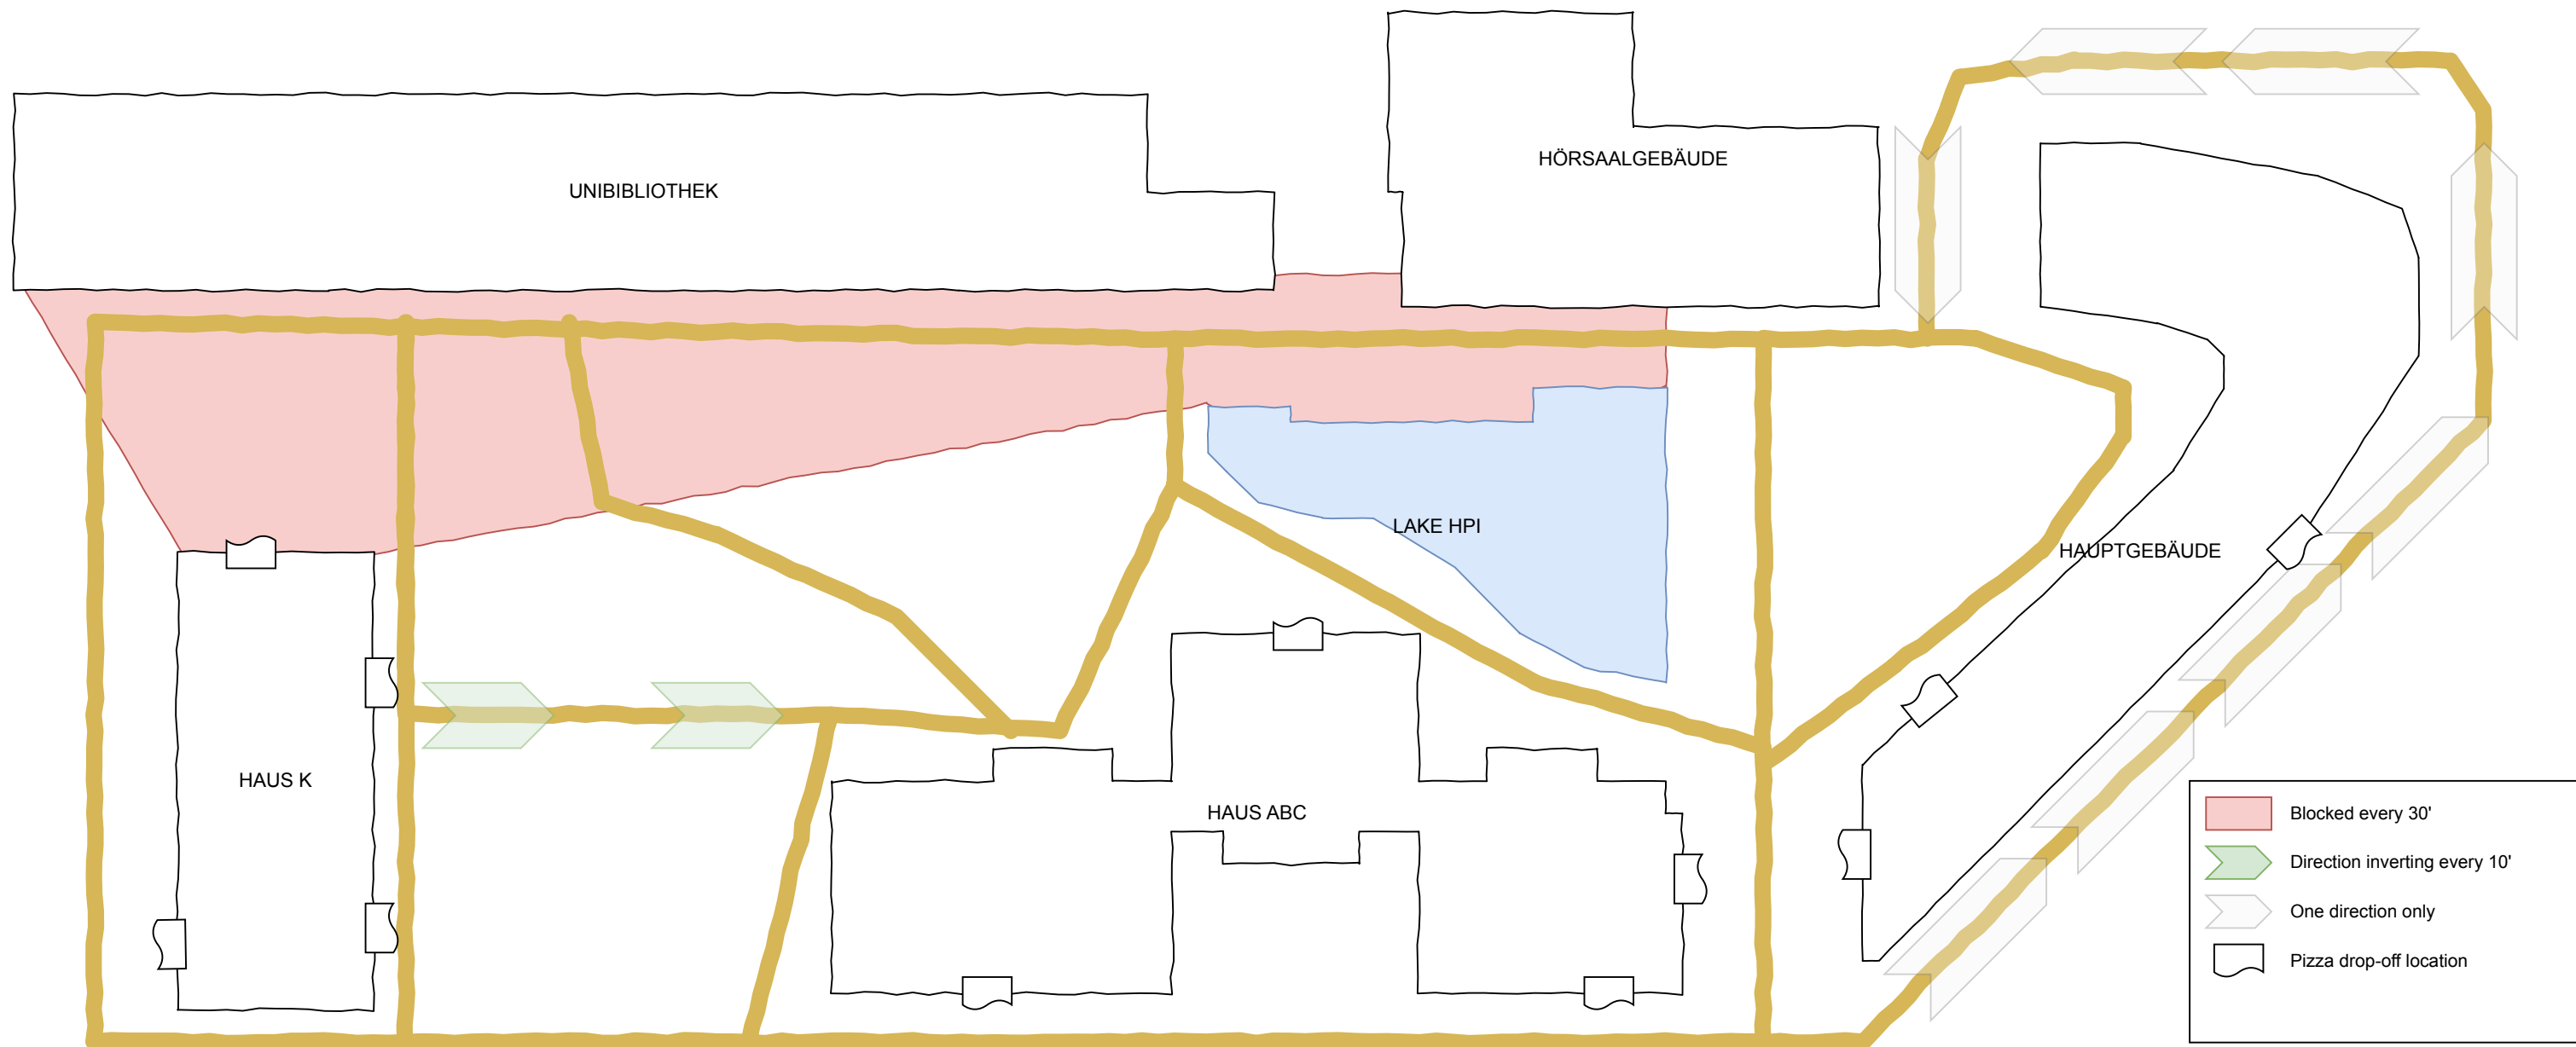 HÖRSAALGEBÄUDE
UNIBIBLIOTHEK
LAKE HPI
HAUPTGEBÄUDE
HAUS K
HAUS ABC
Blocked every 30'
Direction inverting every 10'
One direction only
Pizza drop-off location